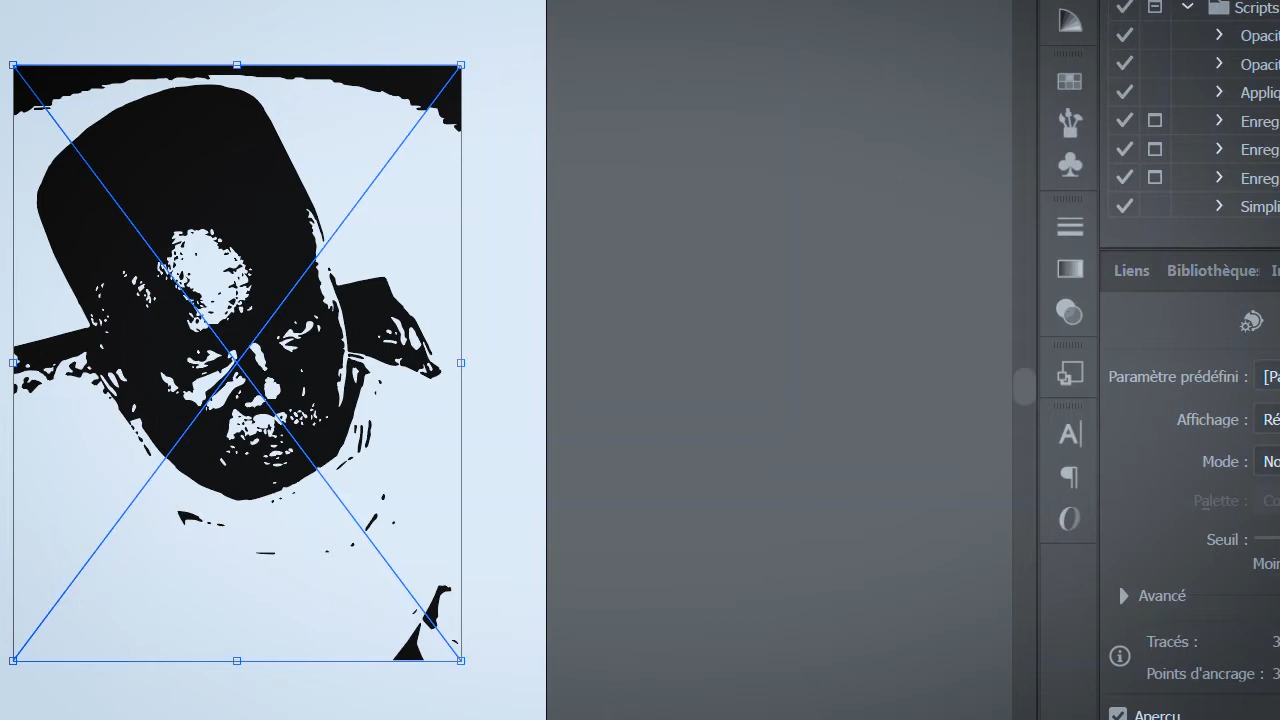 Scripts
Opacit
Opacit
Appliq
Enreg
Enreg
Enreg
Simpli
Liens Bibliothèque
Paramètre prédéfini : [Pa
Affichage : Ré
Mode : No
Palette : Co
Seuil :
Moin
Avancé
Tracés : 3
Points d'ancrage : 3
Aperçu